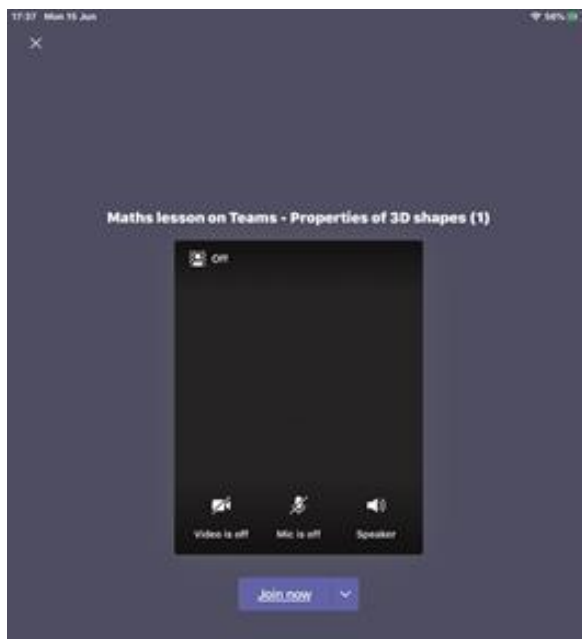 17:37 Mon 15 Jun
56%
Maths lesson on Teams - Properties of 3D shapes (1)
Off
Video is off Mic is off Speaker
Join now